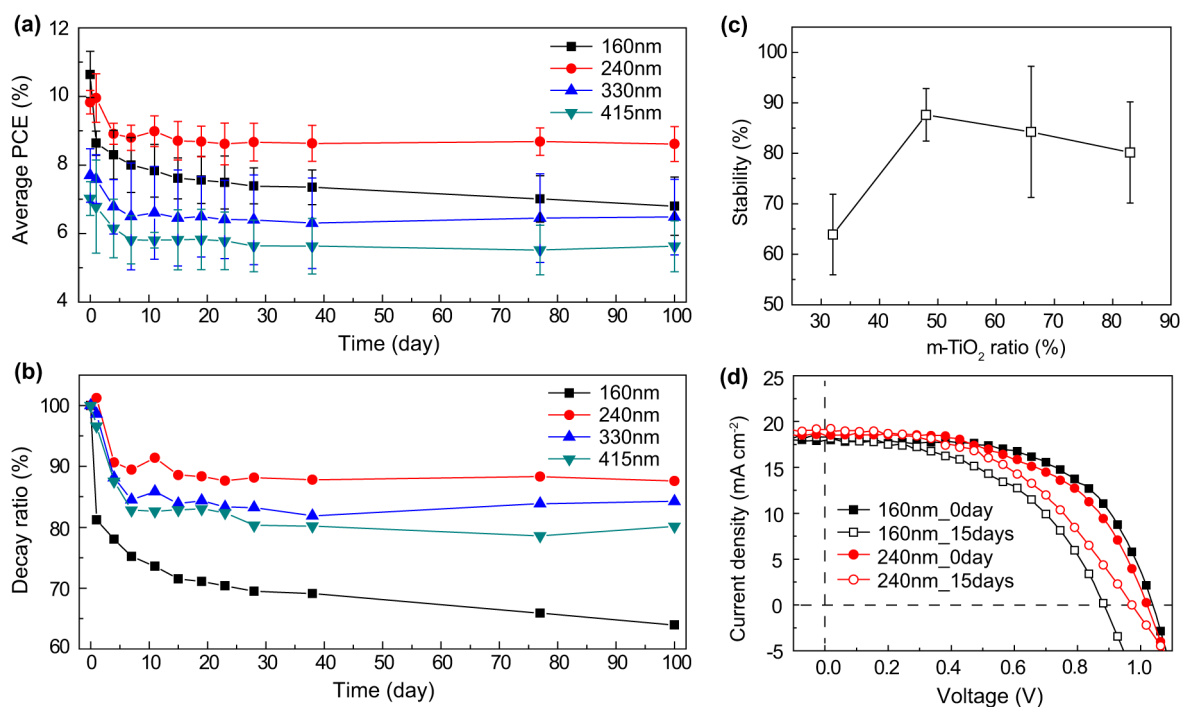 (a)
12
10
8
6
4
Average PCE (%)
160nm
240nm
330nm
415nm
0 10 20 30 40 50 60 70 80 90 100
Time (day)
(b)
100
90
80
70
60
Decay ratio (%)
160nm
240nm
330nm
415nm
0 10 20 30 40 50 60 70 80 90 100
Time (day)
(c)
100
90
80
70
60
50
Stability (%)
30 40 50 60 70 80 90
m-TiO₂ ratio (%)
(d)
25
20
15
10
5
0
-5
Current density (mA cm⁻²)
160nm_0day
160nm_15days
240nm_0day
240nm_15days
0.0 0.2 0.4 0.6 0.8 1.0
Voltage (V)